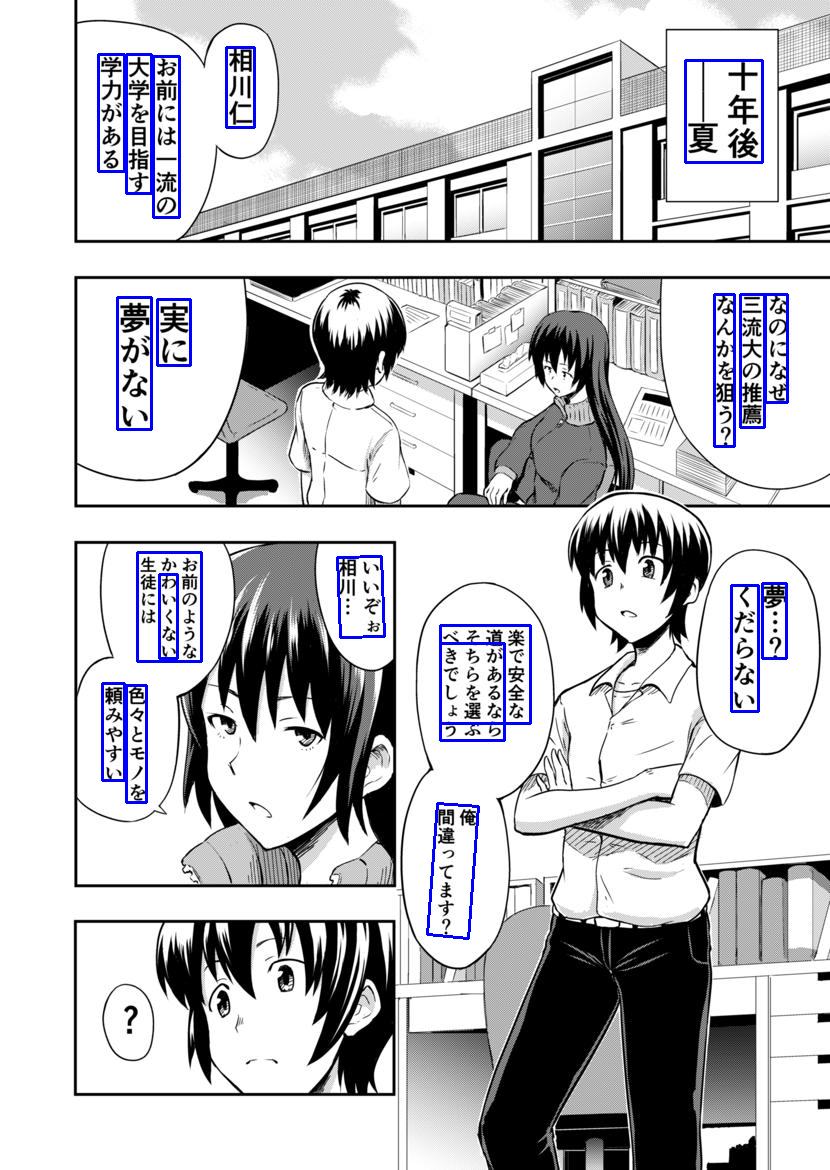 十年後
――夏
相川仁
お前には一流の
大学を目指す
学力がある
なのになぜ
三流大の推薦
なんかを狙う?
実に
夢がない
夢…?
くだらない
楽で安全な
道があるなら
そちらを選ぶ
べきでしょう
俺
間違ってます?
いいぞぉ
相川…
お前のような
かわいくない
生徒には
色々とモノを
頼みやすい
?